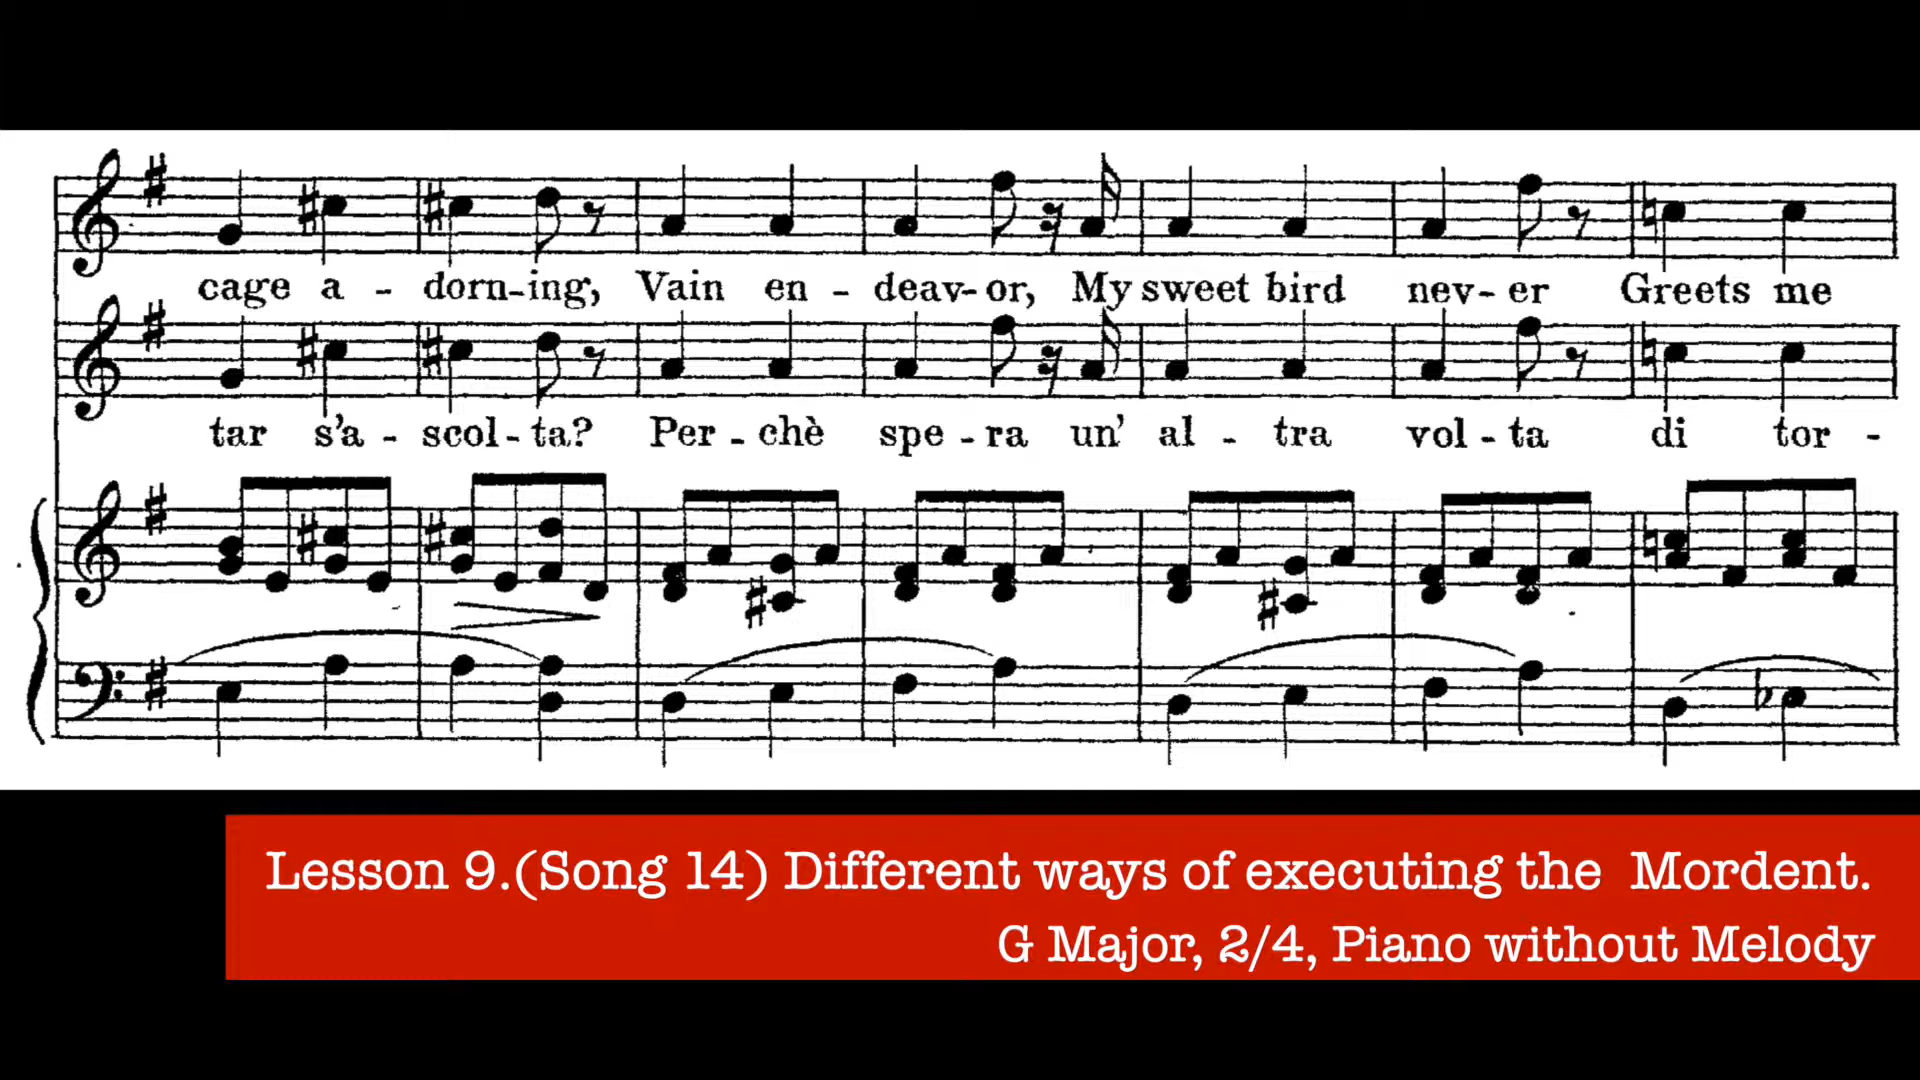 cage a - dorn-ing, Vain en - deav-or, My sweet bird nev- er Greets me
tar s'a - scol - ta? Per - chè spe - ra un' al - tra vol - ta di tor -
Lesson 9.(Song 14) Different ways of executing the Mordent.
G Major, 2/4, Piano without Melody